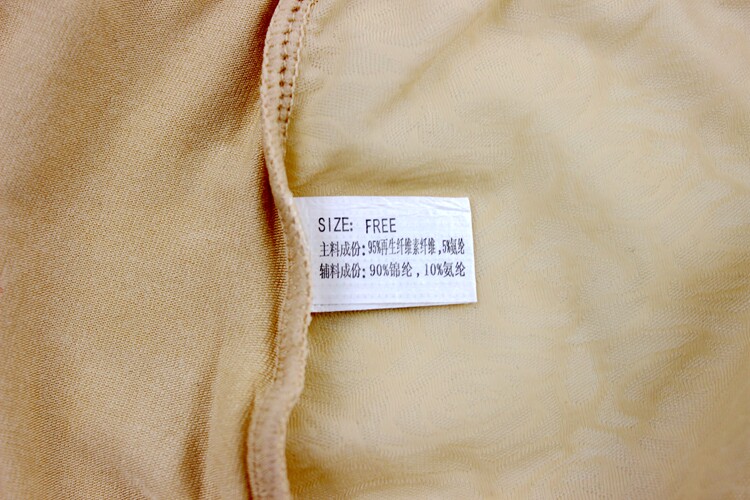 SIZE: FREE
主料成份:95%再生纤维素纤维,5%氨纶
辅料成份:90%锦纶,10%氨纶